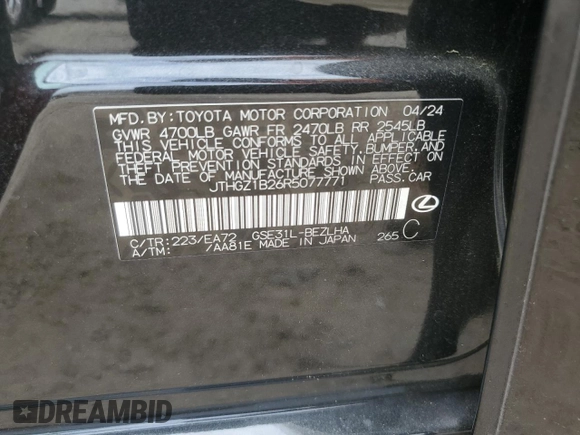 MFD.BY:TOYOTA MOTOR CORPORATION 04/24
GVWR 4700LB GAWR FR 2470LB RR 2545LB
THIS VEHICLE CONFORMS TO ALL APPLICABLE
FEDERAL MOTOR VEHICLE SAFETY,BUMPER,AND
THEFT PREVENTION STANDARDS IN EFFECT ON
THE DATE OF MANUFACTURE SHOWN ABOVE.
JTHGZ1B26R5077771 PASS.CAR
C/TR:223/EA72 GSE31L-BEZLHA
A/TM: /AA81E MADE IN JAPAN 265 C
DREAMBID